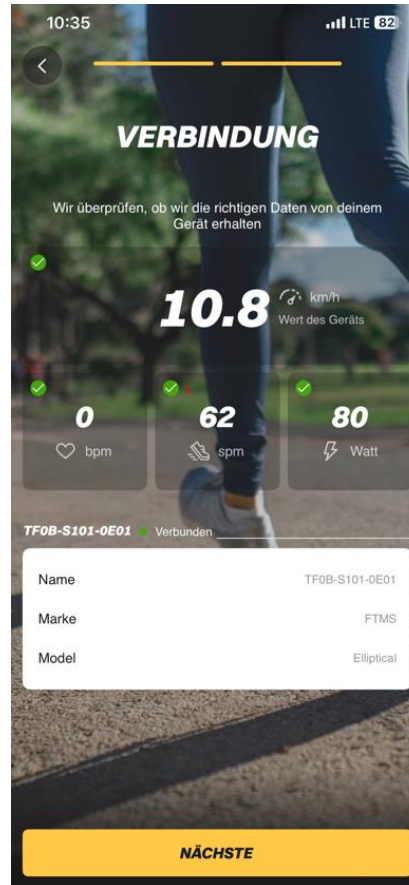 10:35
LTE 82
VERBINDUNG
Wir überprüfen, ob wir die richtigen Daten von deinem
Gerät erhalten
10.8 km/h
Wert des Geräts
0
bpm
62
spm
80
Watt
TF0B-S101-0E01 Verbunden
Name TF0B-S101-0E01
Marke FTMS
Model Elliptical
NÄCHSTE